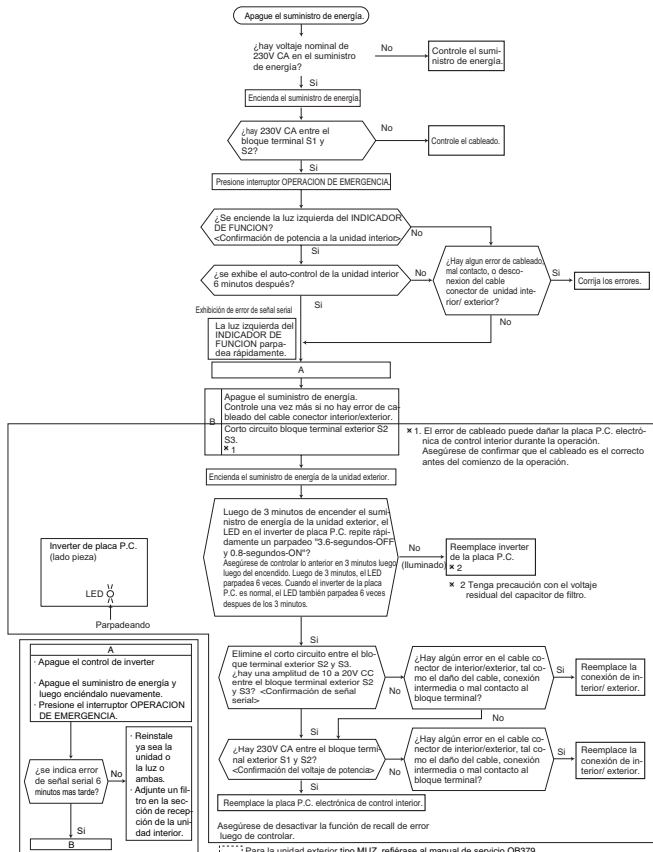 Apague el suministro de energía.
¿hay voltaje nominal de
230V CA en el suministro
de energía?
No
Controle el sumi-
nistro de energía.
Si
Encienda el suministro de energía.
¿hay 230V CA entre el
bloque terminal S1 y
S2?
No
Controle el cableado.
Si
Presione interruptor OPERACION DE EMERGENCIA.
¿Se enciende la luz izquierda del INDICADOR
DE FUNCION?
<Confirmación de potencia a la unidad interior>
No
Si
¿se exhibe el auto-control de la unidad interior
6 minutos después?
No
¿Hay algun error de cableado,
mal contacto, o desco-
nexion del cable
conector de unidad inte-
rior/ exterior?
Si
Corrija los errores.
Si
No
Exhibición de error de señal serial
La luz izquierda del
INDICADOR DE
FUNCION parpa-
dea rápidamente.
A
B
Apague el suministro de energía.
Controle una vez más si no hay error de ca-
bleado del cable conector interior/exterior.
Corto circuito bloque terminal exterior S2
S3.
× 1
× 1. El error de cableado puede dañar la placa P.C. electró-
nica de control interior durante la operación.
Asegúrese de confirmar que el cableado es el correcto
antes del comienzo de la operación.
Encienda el suministro de energía de la unidad exterior.
Luego de 3 minutos de encender el sumi-
nistro de energía de la unidad exterior, el
LED en el inverter de placa P.C. repite rápi-
damente un parpadeo "3.6-segundos-OFF
y 0.8-segundos-ON"?
Asegúrese de controlar lo anterior en 3 minutos luego
luego del encendido. Luego de 3 minutos, el LED
parpadea 6 veces. Cuando el inverter de la placa
P.C. es normal, el LED también parpadea 6 veces
despues de los 3 minutos.
No
(Iluminado)
Reemplace inverter
de la placa P.C.
× 2
× 2 Tenga precaución con el voltaje
residual del capacitor de filtro.
Inverter de placa P.C.
(lado pieza)
LED
Parpadeando
Si
Elimine el corto circuito entre el blo-
que terminal exterior S2 y S3.
¿hay una amplitud de 10 a 20V CC
entre el bloque terminal exterior S2
y S3? <Confirmación de señal
serial>
No
¿Hay algún error en el cable co-
nector de interior/exterior, tal co-
mo el daño del cable, conexión
intermedia o mal contacto al
bloque terminal?
Si
Reemplace la
conexión de in-
terior/ exterior.
Si
No
¿Hay 230V CA entre el bloque termi-
nal exterior S1 y S2?
<Confirmación del voltaje de potencia>
No
¿Hay algún error en el cable co-
nector de interior/exterior, tal co-
mo el daño del cable, conexión
intermedia o mal contacto al
bloque terminal?
Si
Reemplace la
conexión de in-
terior/ exterior.
Si
Reemplace la placa P.C. electrónica de control interior.
Asegúrese de desactivar la función de recall de error
luego de controlar.
A
· Apague el control de inverter
· Apague el suministro de energía y
luego enciéndalo nuevamente.
· Presione el interruptor OPERACION
DE EMERGENCIA.
¿se indica error
de señal serial 6
minutos mas tarde?
No
· Reinstale
ya sea la
unidad o
la luz o
ambas.
· Adjunte un fil-
tro en la sec-
ción de recep-
ción de la uni-
dad interior.
Sí
B
Para la unidad exterior tipo MUZ, refiérase al manual de servicio OB379.